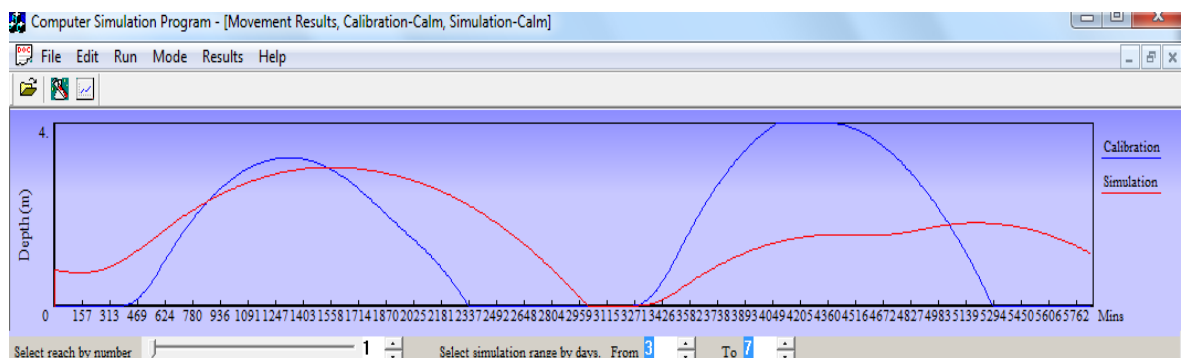 Computer Simulation Program - [Movement Results, Calibration-Calm, Simulation-Calm]
File Edit Run Mode Results Help
4.
Calibration
Simulation
Depth (m)
0 157 313 469 624 780 936 1091 1247 1403 1558 1714 1870 2025 2181 2337 2492 2648 2804 2959 3115 3271 3426 3582 3738 3893 4049 4205 4360 4516 4672 4827 4983 5139 5294 5450 5606 5762 Mins
Select reach by number 1 Select simulation range by days. From 3 To 7